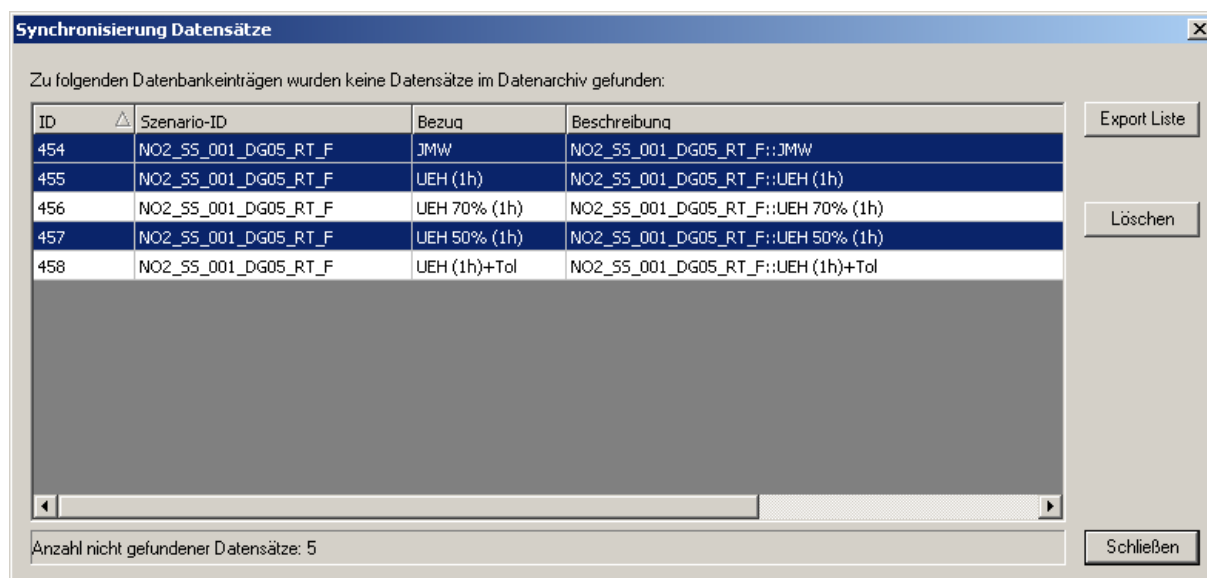 Synchronisierung Datensätze
Zu folgenden Datenbankeinträgen wurden keine Datensätze im Datenarchiv gefunden:
ID Szenario-ID Bezug Beschreibung
454 NO2_SS_001_DG05_RT_F JMW NO2_SS_001_DG05_RT_F::JMW
455 NO2_SS_001_DG05_RT_F UEH (1h) NO2_SS_001_DG05_RT_F::UEH (1h)
456 NO2_SS_001_DG05_RT_F UEH 70% (1h) NO2_SS_001_DG05_RT_F::UEH 70% (1h)
457 NO2_SS_001_DG05_RT_F UEH 50% (1h) NO2_SS_001_DG05_RT_F::UEH 50% (1h)
458 NO2_SS_001_DG05_RT_F UEH (1h)+Tol NO2_SS_001_DG05_RT_F::UEH (1h)+Tol
Export Liste
Löschen
Anzahl nicht gefundener Datensätze: 5
Schließen